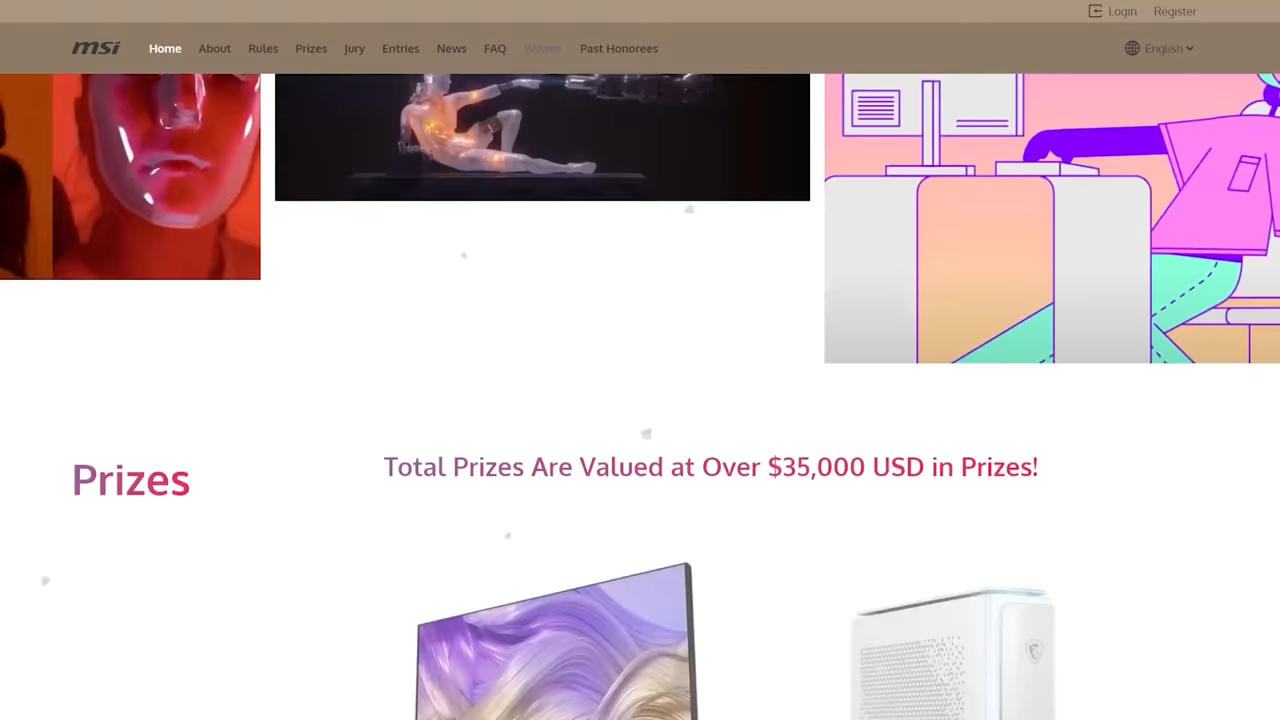 Login Register
msi Home About Rules Prizes Jury Entries News FAQ Winners Past Honorees English
Prizes
Total Prizes Are Valued at Over $35,000 USD in Prizes!